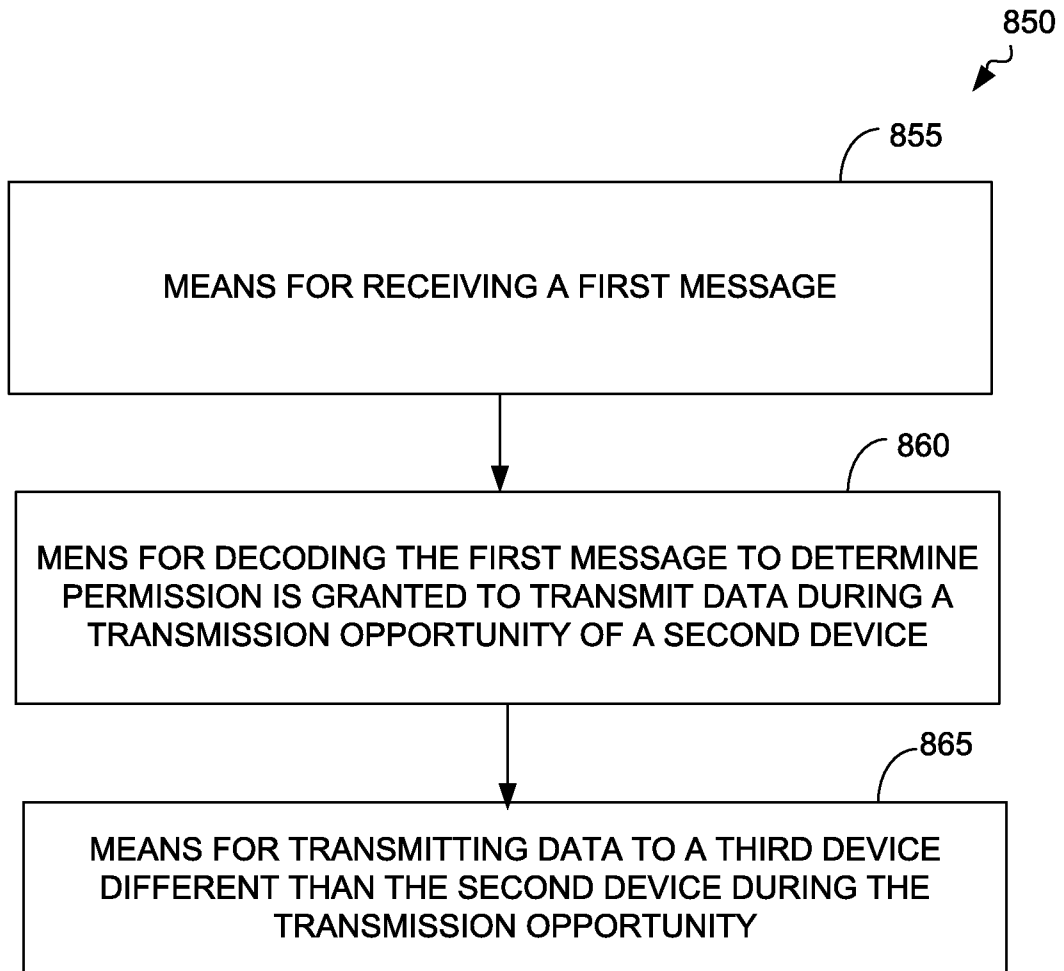 850
855
MEANS FOR RECEIVING A FIRST MESSAGE
860
MENS FOR DECODING THE FIRST MESSAGE TO DETERMINE
PERMISSION IS GRANTED TO TRANSMIT DATA DURING A
TRANSMISSION OPPORTUNITY OF A SECOND DEVICE
865
MEANS FOR TRANSMITTING DATA TO A THIRD DEVICE
DIFFERENT THAN THE SECOND DEVICE DURING THE
TRANSMISSION OPPORTUNITY